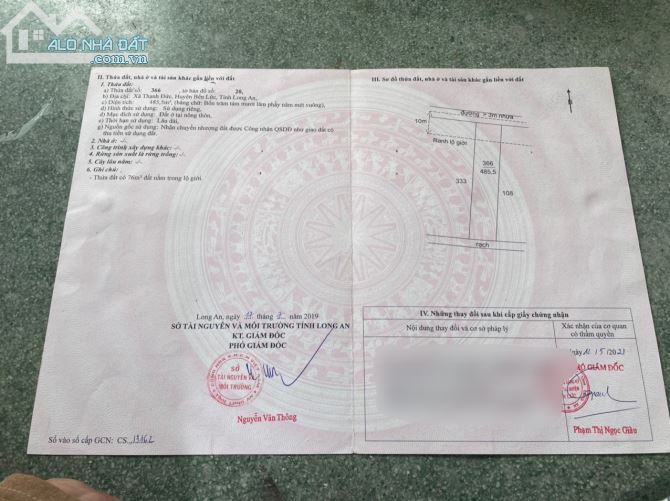 ALO NHÀ ĐẤT
.com.vn
II. Thửa đất, nhà ở và tài sản khác gắn liền với đất
1. Thửa đất:
a) Thửa đất số: 366 tờ bản đồ số: 20,
b) Địa chỉ: Xã Thạnh Đức, Huyện Bến Lức, Tỉnh Long An,
c) Diện tích: 485,5m², (bằng chữ: Bốn trăm tám mươi lăm phẩy năm mét vuông),
d) Hình thức sử dụng: Sử dụng riêng,
đ) Mục đích sử dụng: Đất ở tại nông thôn,
e) Thời hạn sử dụng: Lâu dài,
g) Nguồn gốc sử dụng: Nhận chuyển nhượng đất được Công nhận QSDĐ như giao đất có
thu tiền sử dụng đất.
2. Nhà ở: -/-
3. Công trình xây dựng khác: -/-
4. Rừng sản xuất là rừng trồng: -/-
5. Cây lâu năm: -/-
6. Ghi chú:
- Thửa đất có 76m² đất nằm trong lộ giới.
Long An, ngày tháng năm 2019
SỞ TÀI NGUYÊN VÀ MÔI TRƯỜNG TỈNH LONG AN
KT. GIÁM ĐỐC
PHÓ GIÁM ĐỐC
SỞ
TÀI NGUYÊN VÀ
MÔI TRƯỜNG
Nguyễn Văn Thông
Số vào sổ cấp GCN: CS
III. Sơ đồ thửa đất, nhà ở và tài sản khác gắn liền với đất
đường > 3m nhựa
10m
Ranh lộ giới
366
485,5
333
108
rạch
IV. Những thay đổi sau khi cấp giấy chứng nhận
Nội dung thay đổi và cơ sở pháp lý
Xác nhận của cơ quan
có thẩm quyền
GIÁM ĐỐC
Phạm Thị Ngọc Giàu